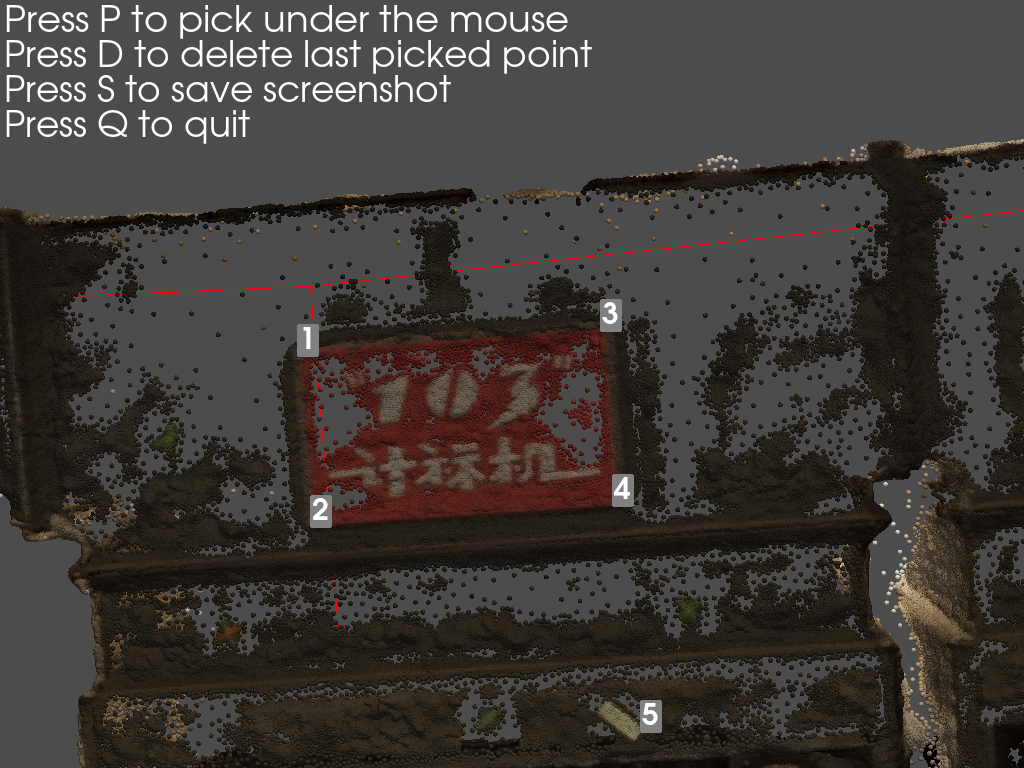 Press P to pick under the mouse
Press D to delete last picked point
Press S to save screenshot
Press Q to quit
1
3
"103"
2
4
5